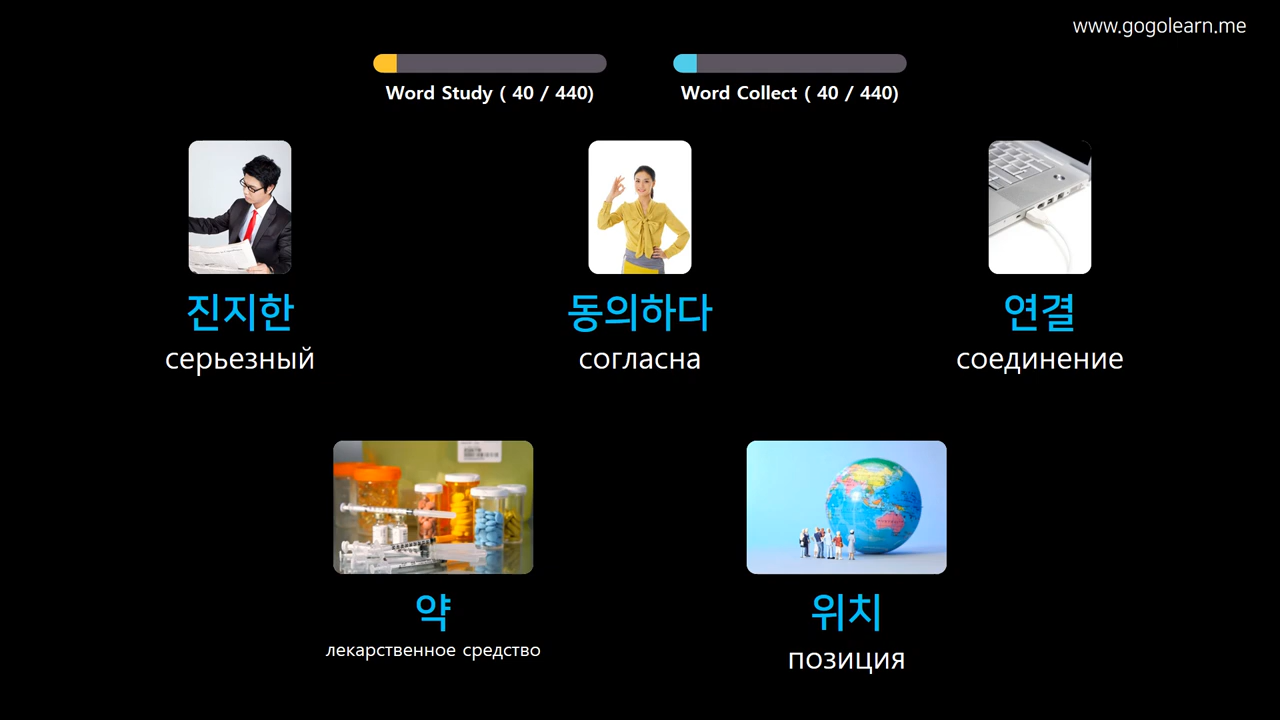 www.gogolearn.me
Word Study ( 40 / 440)
Word Collect ( 40 / 440)
진지한
серьезный
동의하다
согласна
연결
соединение
약
лекарственное средство
위치
позиция